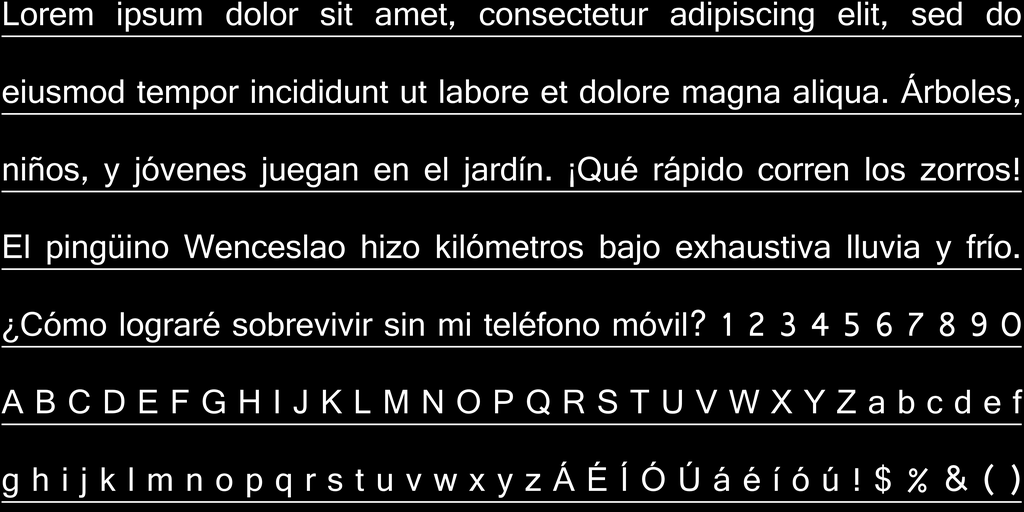 Lorem ipsum dolor sit amet, consectetur adipiscing elit, sed do
eiusmod tempor incididunt ut labore et dolore magna aliqua. Árboles,
niños, y jóvenes juegan en el jardín. ¡Qué rápido corren los zorros!
El pingüino Wenceslao hizo kilómetros bajo exhaustiva lluvia y frío.
¿Cómo lograré sobrevivir sin mi teléfono móvil? 1 2 3 4 5 6 7 8 9 0
A B C D E F G H I J K L M N O P Q R S T U V W X Y Z a b c d e f
g h i j k l m n o p q r s t u v w x y z Á É Í Ó Ú á é í ó ú ! $ % & ( )